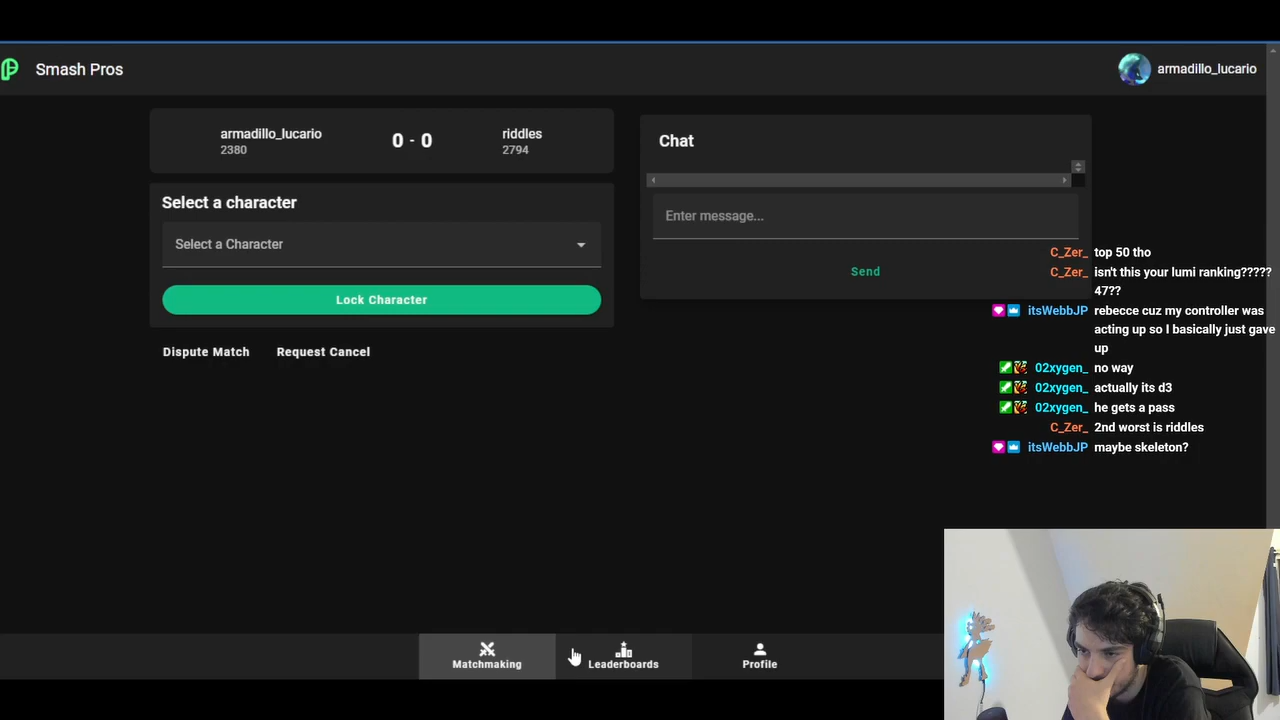 Smash Pros
armadillo_lucario
armadillo_lucario
2380
0 - 0
riddles
2794
Select a character
Select a Character
Lock Character
Dispute Match
Request Cancel
Chat
Enter message...
Send
C_Zer_ top 50 tho
C_Zer_ isn't this your lumi ranking?????
47??
itsWebbJP rebecce cuz my controller was
acting up so I basically just gave
up
02xygen_ no way
02xygen_ actually its d3
02xygen_ he gets a pass
C_Zer_ 2nd worst is riddles
itsWebbJP maybe skeleton?
Matchmaking
Leaderboards
Profile